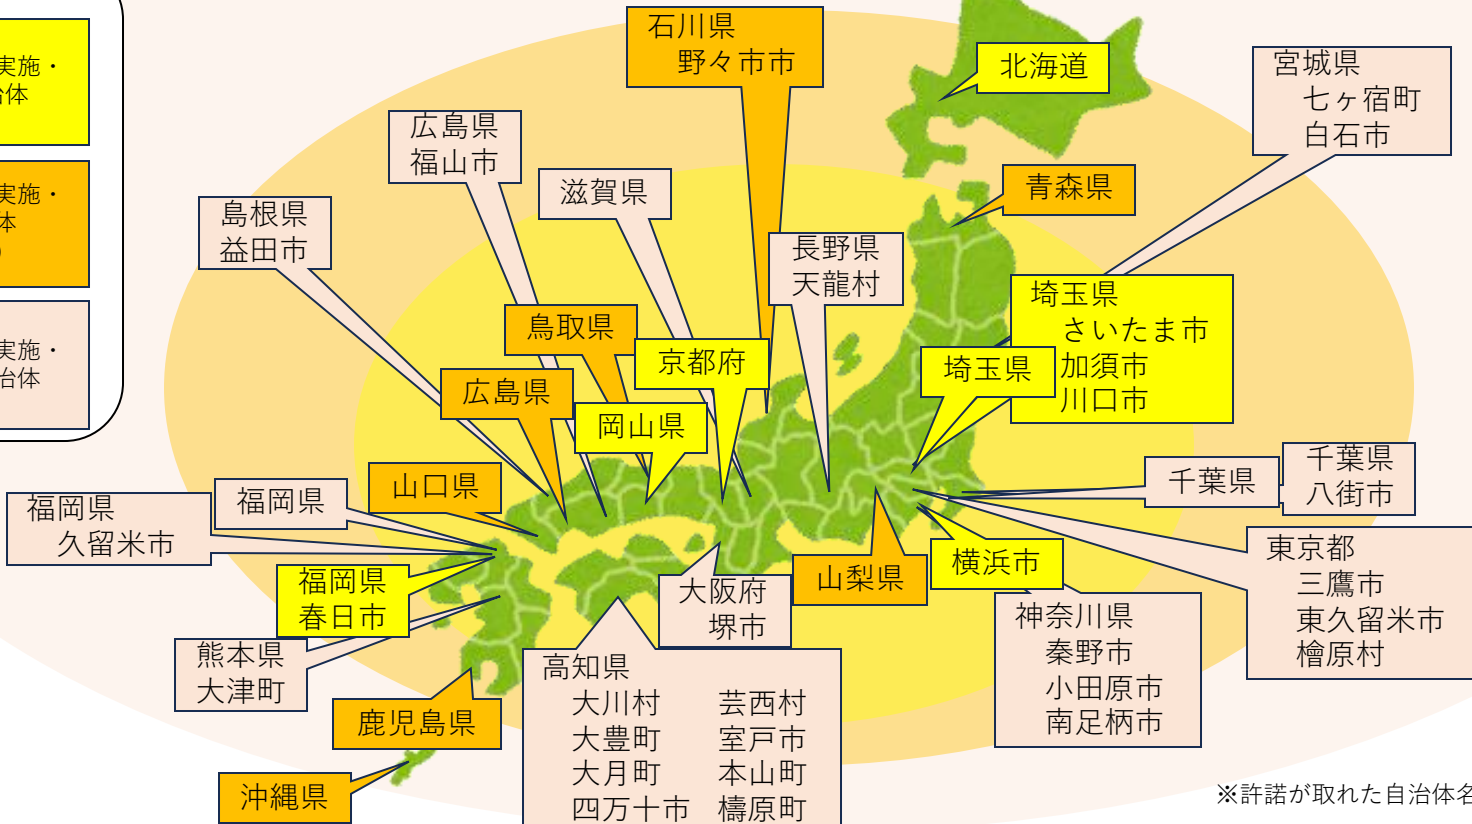 実施・
治体
実施・
体
)
実施・
治体
石川県
野々市市
北海道
宮城県
七ヶ宿町
白石市
広島県
福山市
滋賀県
青森県
島根県
益田市
長野県
天龍村
鳥取県
京都府
埼玉県
さいたま市
加須市
川口市
埼玉県
広島県
岡山県
山口県
福岡県
福岡県
久留米市
千葉県
千葉県
八街市
福岡県
春日市
横浜市
山梨県
東京都
三鷹市
東久留米市
檜原村
大阪府
堺市
神奈川県
秦野市
小田原市
南足柄市
熊本県
大津町
高知県
大川村 芸西村
大豊町 室戸市
大月町 本山町
四万十市 檮原町
鹿児島県
沖縄県
※許諾が取れた自治体名